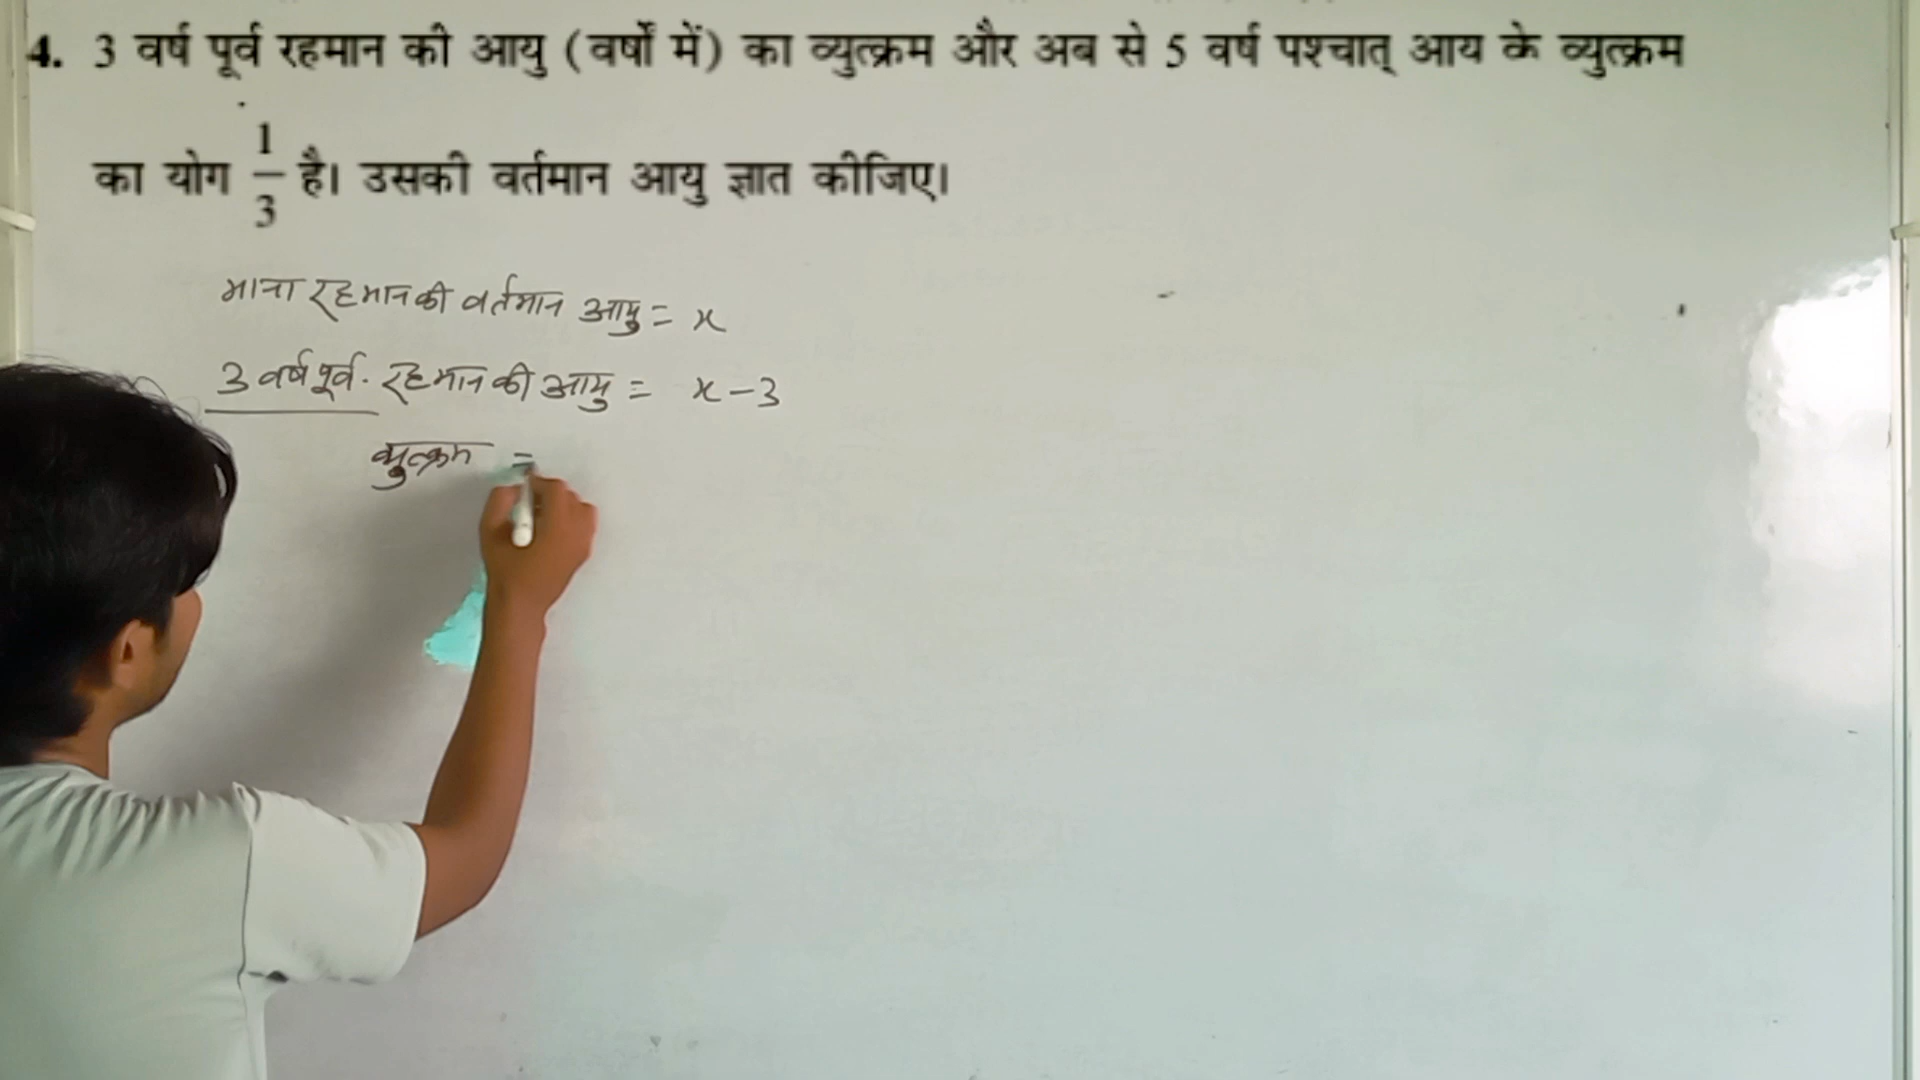 4. 3 वर्ष पूर्व रहमान की आयु (वर्षों में) का व्युत्क्रम और अब से 5 वर्ष पश्चात् आय के व्युत्क्रम
का योग 1/3 है। उसकी वर्तमान आयु ज्ञात कीजिए।
माना रहमान की वर्तमान आयु = x
3 वर्ष पूर्व. रहमान की आयु = x - 3
व्युत्क्रम =